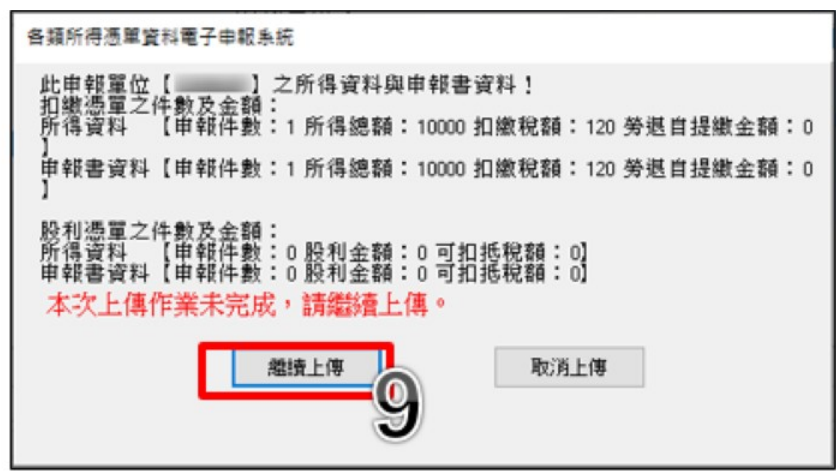 各類所得憑單資料電子申報系統
此申報單位【】之所得資料與申報書資料！
扣繳憑單之件數及金額：
所得資料　【申報件數：1 所得總額：10000 扣繳稅額：120 勞退自提繳金額：0
】
申報書資料【申報件數：1 所得總額：10000 扣繳稅額：120 勞退自提繳金額：0
】
股利憑單之件數及金額：
所得資料　【申報件數：0 股利金額：0 可扣抵稅額：0】
申報書資料【申報件數：0 股利金額：0 可扣抵稅額：0】
本次上傳作業未完成，請繼續上傳。
繼續上傳
取消上傳
9